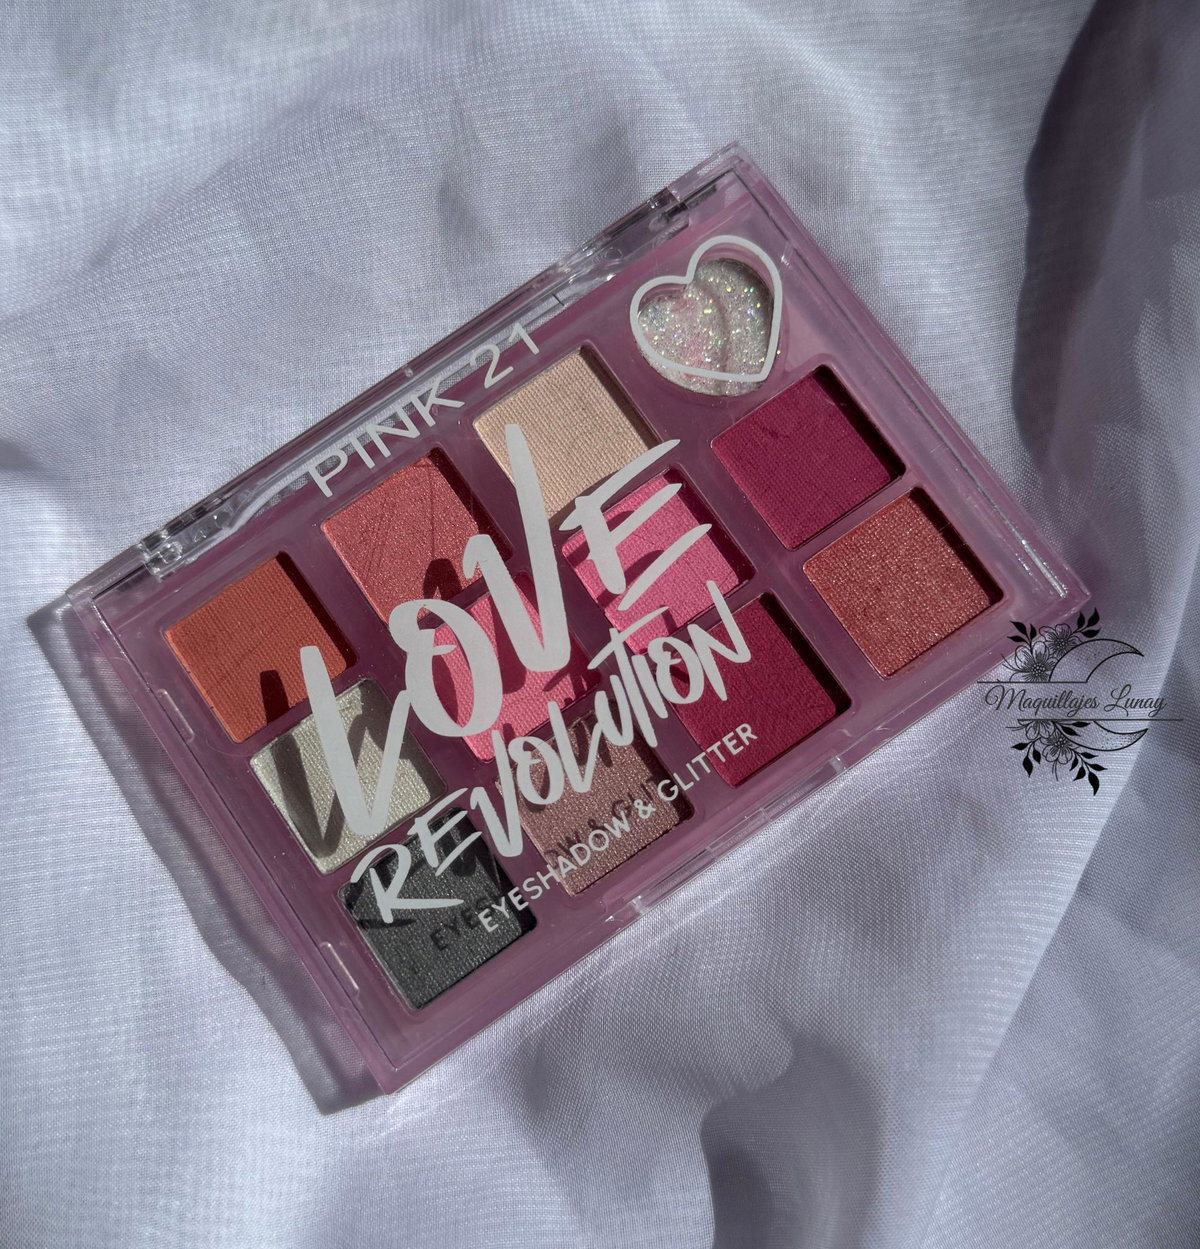 PINK 21
LOVE
REVOLUTION
EYESHADOW & GLITTER
Maquillajes Lunay